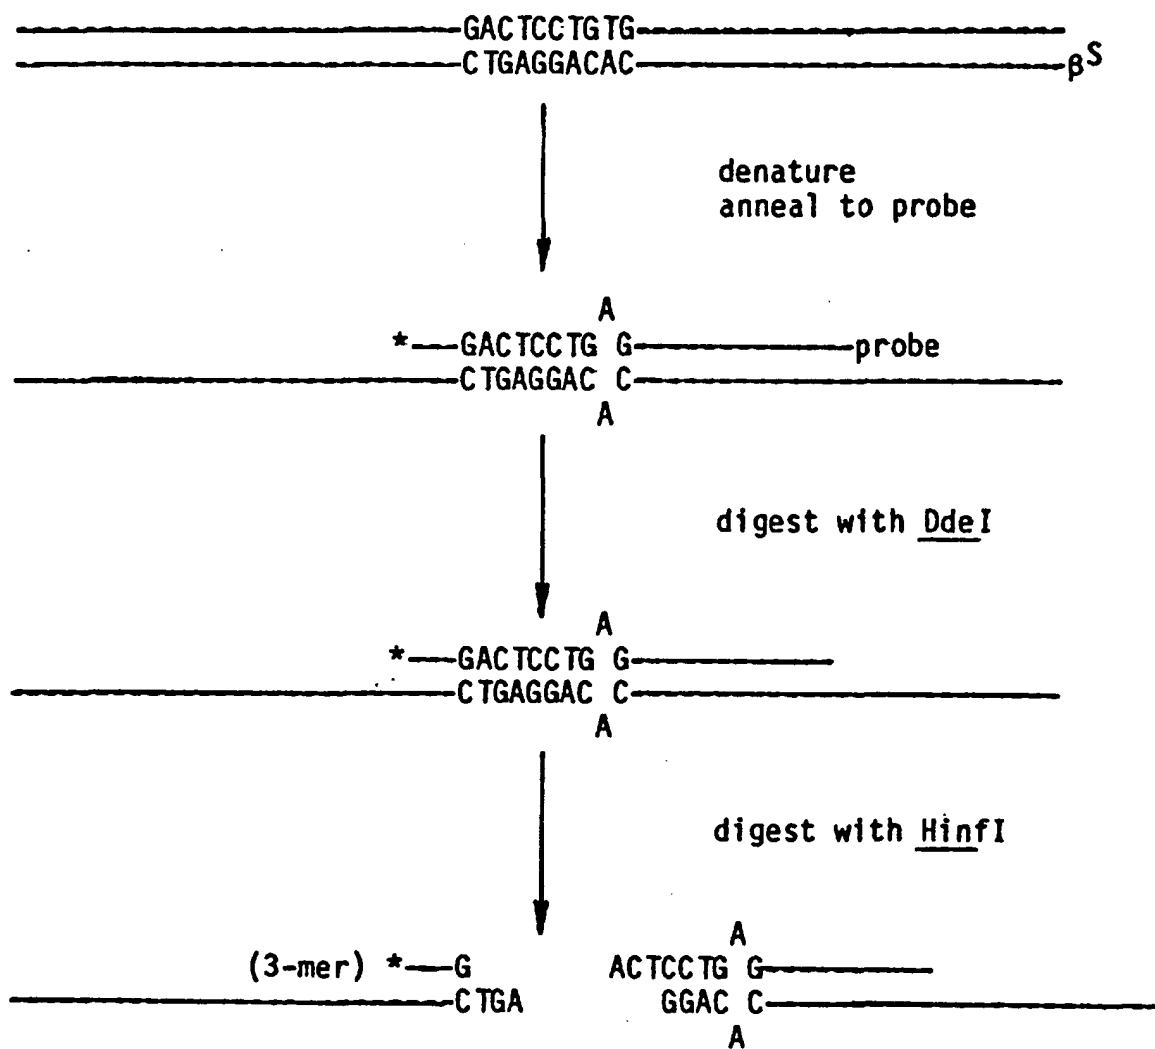 GACTCCTGTG
CTGAGGACAC βS
denature
anneal to probe
A
*GACTCCTG G probe
CTGAGGAC C
A
digest with DdeI
A
*GACTCCTG G
CTGAGGAC C
A
digest with HinfI
A
(3-mer) *G ACTCCTG G
CTGA GGAC C
A